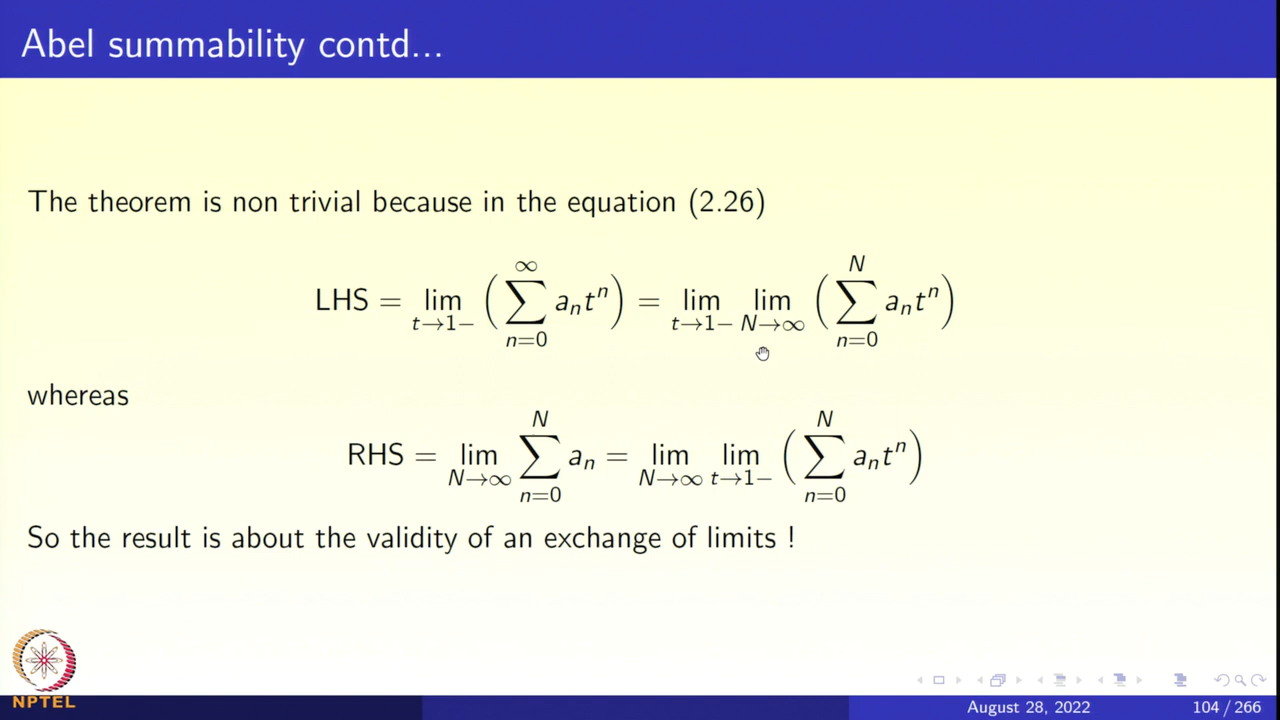 Abel summability contd...
The theorem is non trivial because in the equation (2.26)
LHS = lim_{t→1−} (∑_{n=0}^{∞} a_n t^n) = lim_{t→1−} lim_{N→∞} (∑_{n=0}^{N} a_n t^n)
whereas
RHS = lim_{N→∞} ∑_{n=0}^{N} a_n = lim_{N→∞} lim_{t→1−} (∑_{n=0}^{N} a_n t^n)
So the result is about the validity of an exchange of limits !
NPTEL
August 28, 2022 104 / 266